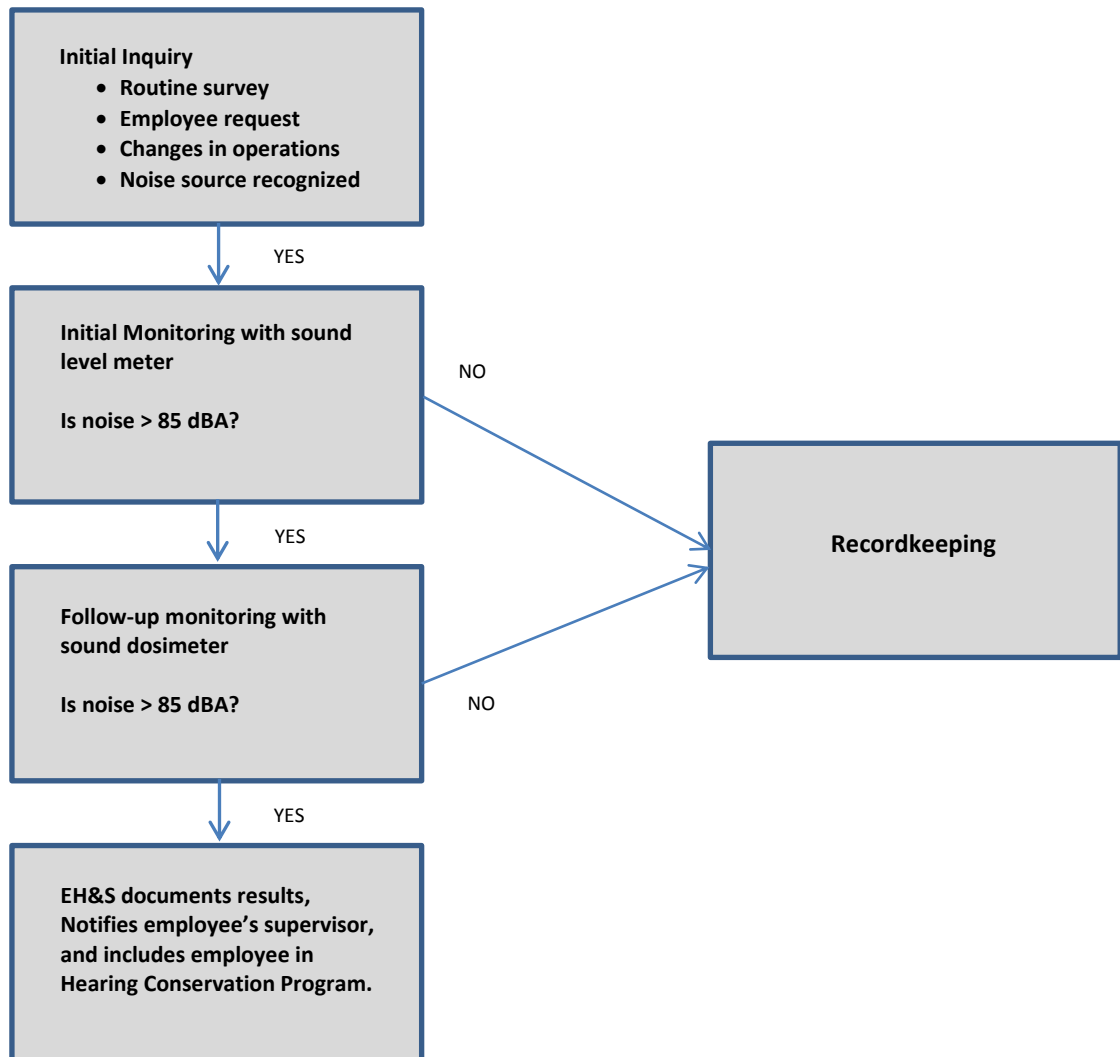 Initial Inquiry
• Routine survey
• Employee request
• Changes in operations
• Noise source recognized
YES
Initial Monitoring with sound
level meter
Is noise > 85 dBA?
NO
YES
Recordkeeping
Follow-up monitoring with
sound dosimeter
Is noise > 85 dBA?
NO
YES
EH&S documents results,
Notifies employee’s supervisor,
and includes employee in
Hearing Conservation Program.